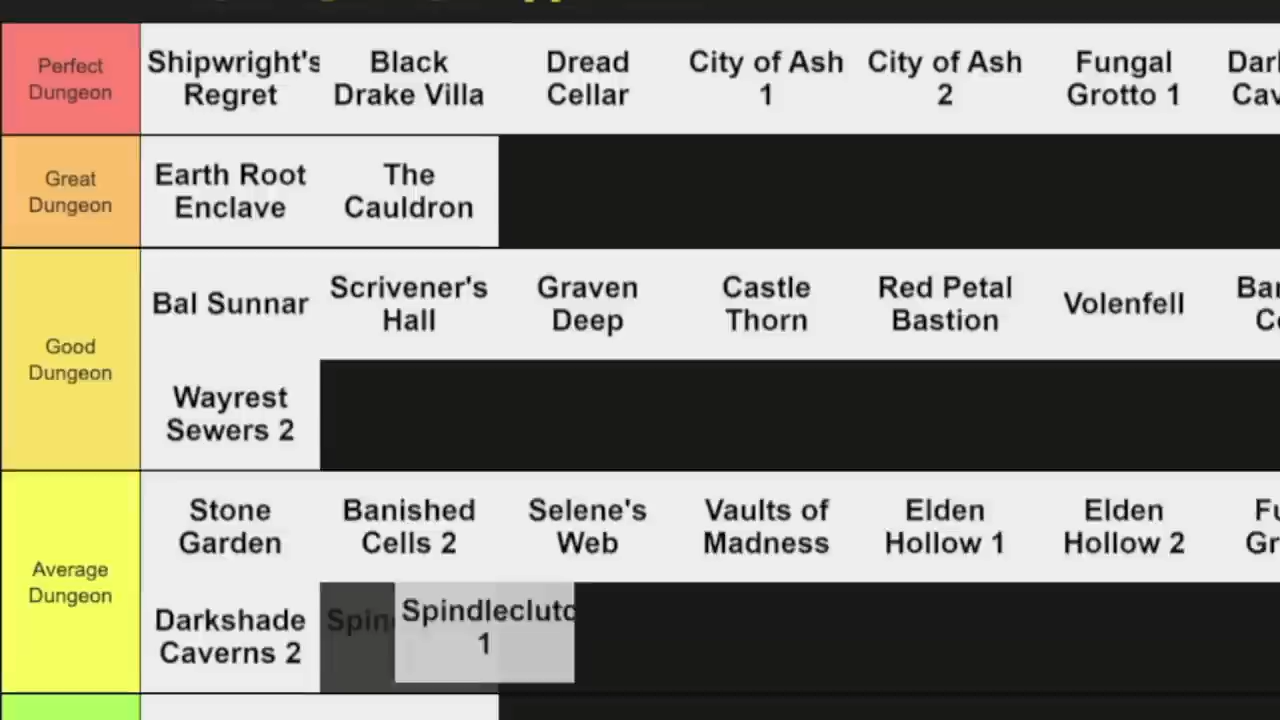 Perfect
Dungeon
Shipwright's
Regret
Black
Drake Villa
Dread
Cellar
City of Ash
1
City of Ash
2
Fungal
Grotto 1
Great
Dungeon
Earth Root
Enclave
The
Cauldron
Good
Dungeon
Bal Sunnar
Scrivener's
Hall
Graven
Deep
Castle
Thorn
Red Petal
Bastion
Volenfell
Wayrest
Sewers 2
Average
Dungeon
Stone
Garden
Banished
Cells 2
Selene's
Web
Vaults of
Madness
Elden
Hollow 1
Elden
Hollow 2
Darkshade
Caverns 2
Spindleclutc
1